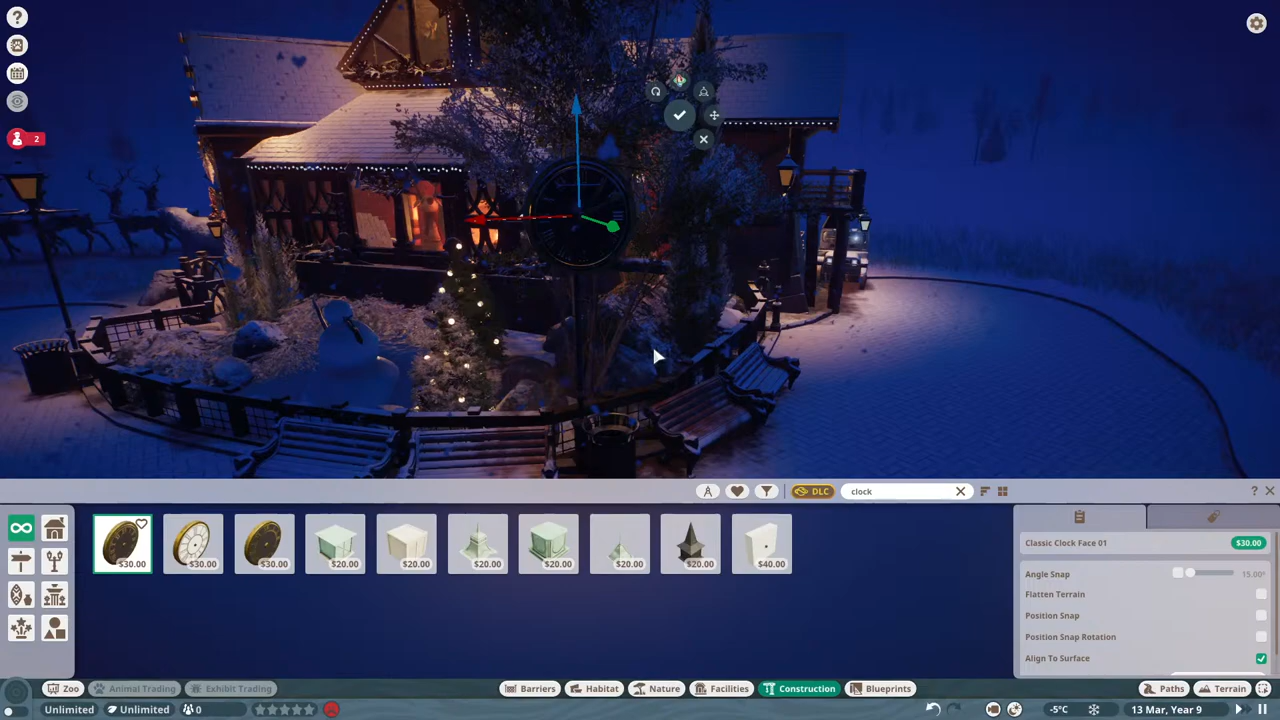 ?
2
DLC
clock
?
$30.00
$30.00
$30.00
$20.00
$20.00
$20.00
$20.00
$20.00
$20.00
$40.00
Classic Clock Face 01
$30.00
Angle Snap
15.00°
Flatten Terrain
Position Snap
Position Snap Rotation
Align To Surface
Zoo
Animal Trading
Exhibit Trading
Barriers
Habitat
Nature
Facilities
Construction
Blueprints
Paths
Terrain
Unlimited
Unlimited
0
-5°C
13 Mar, Year 9